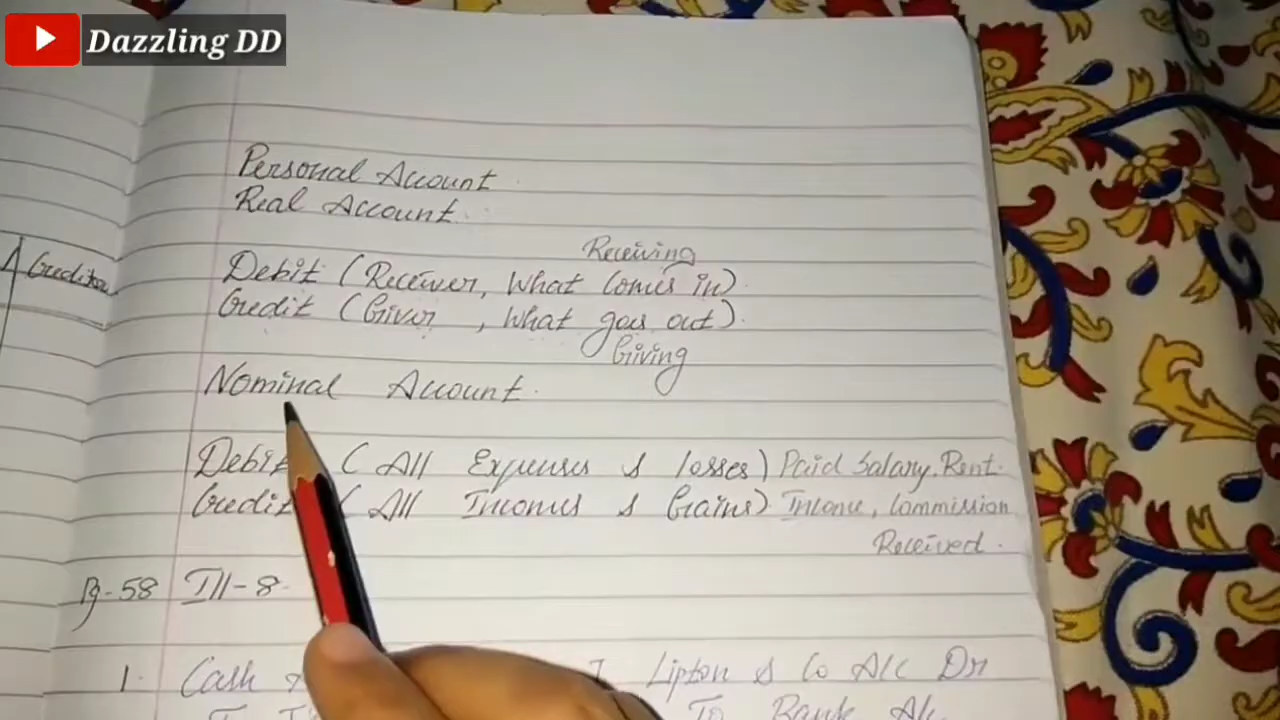 Dazzling DD
Personal Account
Real Account
Receiving
Debit (Receiver, What Comes in)
Creditor
Credit (Giver, What goes out).
Giving
Nominal Account.
Debit (All Expenses & losses) Paid Salary. Rent.
Credit (All Incomes & Gains) Income, Commission
Received.
Pg-58 III-8
1. Cash Lipton & Co A/c Dr
To Bank A/c